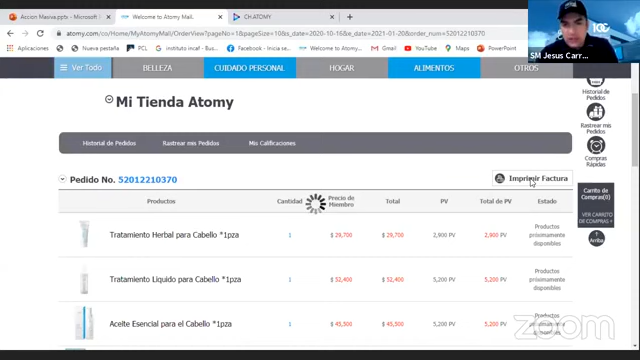 Accion Masiva.pptx - Microsoft
Welcome to Atomy Mall
CH.ATOMY
atomy.com/co/Home/MyAtomyMall/OrderView?pageNo=1&pageSize=10&s_date=2020-10-16&e_date=2021-01-20&order_num=52012210370
Aplicaciones
Nueva pestaña
PCL
instituto incall
Facebook - Inicia se
Welcome to Atomy
Gmail
YouTube
Maps
Noticias
Word
PowerPoint
SM Jesus Carr...
Ver Todo
BELLEZA
CUIDADO PERSONAL
HOGAR
ALIMENTOS
OTROS
Historial de
Pedidos
Rastrear mis
Pedidos
Compras
Rápidas
Carrito de
Compras(0)
VER CARRITO
DE COMPRAS>
Arriba
Mi Tienda Atomy
Historial de Pedidos
Rastrear mis Pedidos
Mis Calificaciones
Pedido No. 52012210370
Imprimir Factura
Productos
Cantidad
Precio de
Miembro
Total
PV
Total de PV
Estado
Tratamiento Herbal para Cabello *1pza
1
$ 29,700
$ 29,700
2,900 PV
2,900 PV
Productos
próximamente
disponibles
Tratamiento Liquido para Cabello *1pza
1
$ 52,400
$ 52,400
5,200 PV
5,200 PV
Productos
próximamente
disponibles
Aceite Esencial para el Cabello *1pza
1
$ 45,500
$ 45,500
5,200 PV
5,200 PV
Productos
próximamente
disponibles
zoom